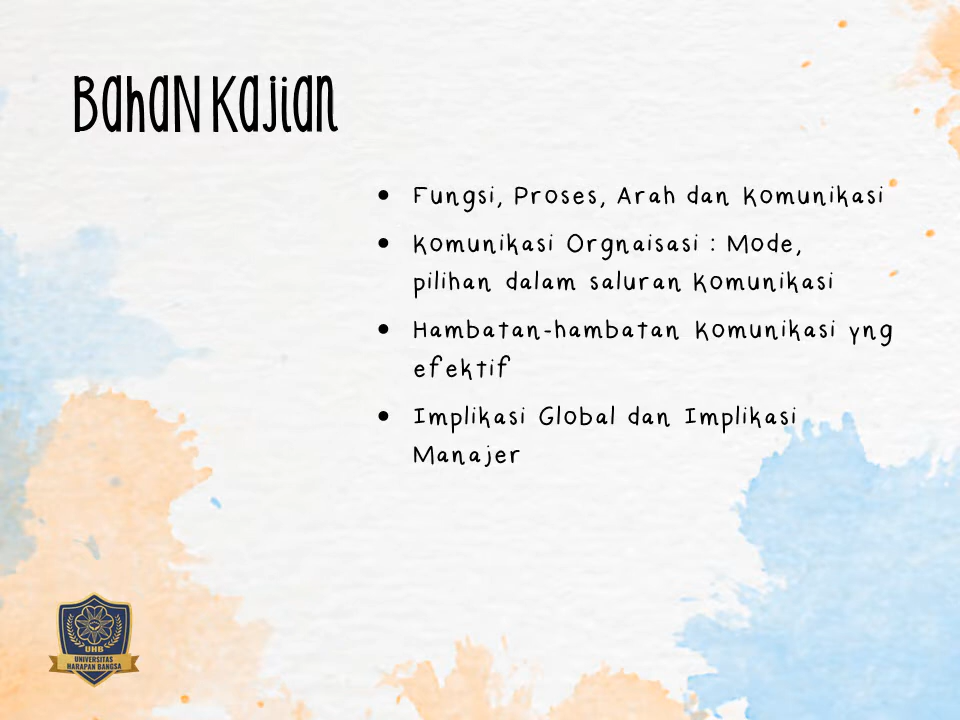 Bahan Kajian
Fungsi, Proses, Arah dan Komunikasi
Komunikasi Orgnaisasi : Mode,
pilihan dalam saluran Komunikasi
Hambatan-hambatan Komunikasi yng
efektif
Implikasi Global dan Implikasi
Manajer
UHB
UNIVERSITAS
HARAPAN BANGSA